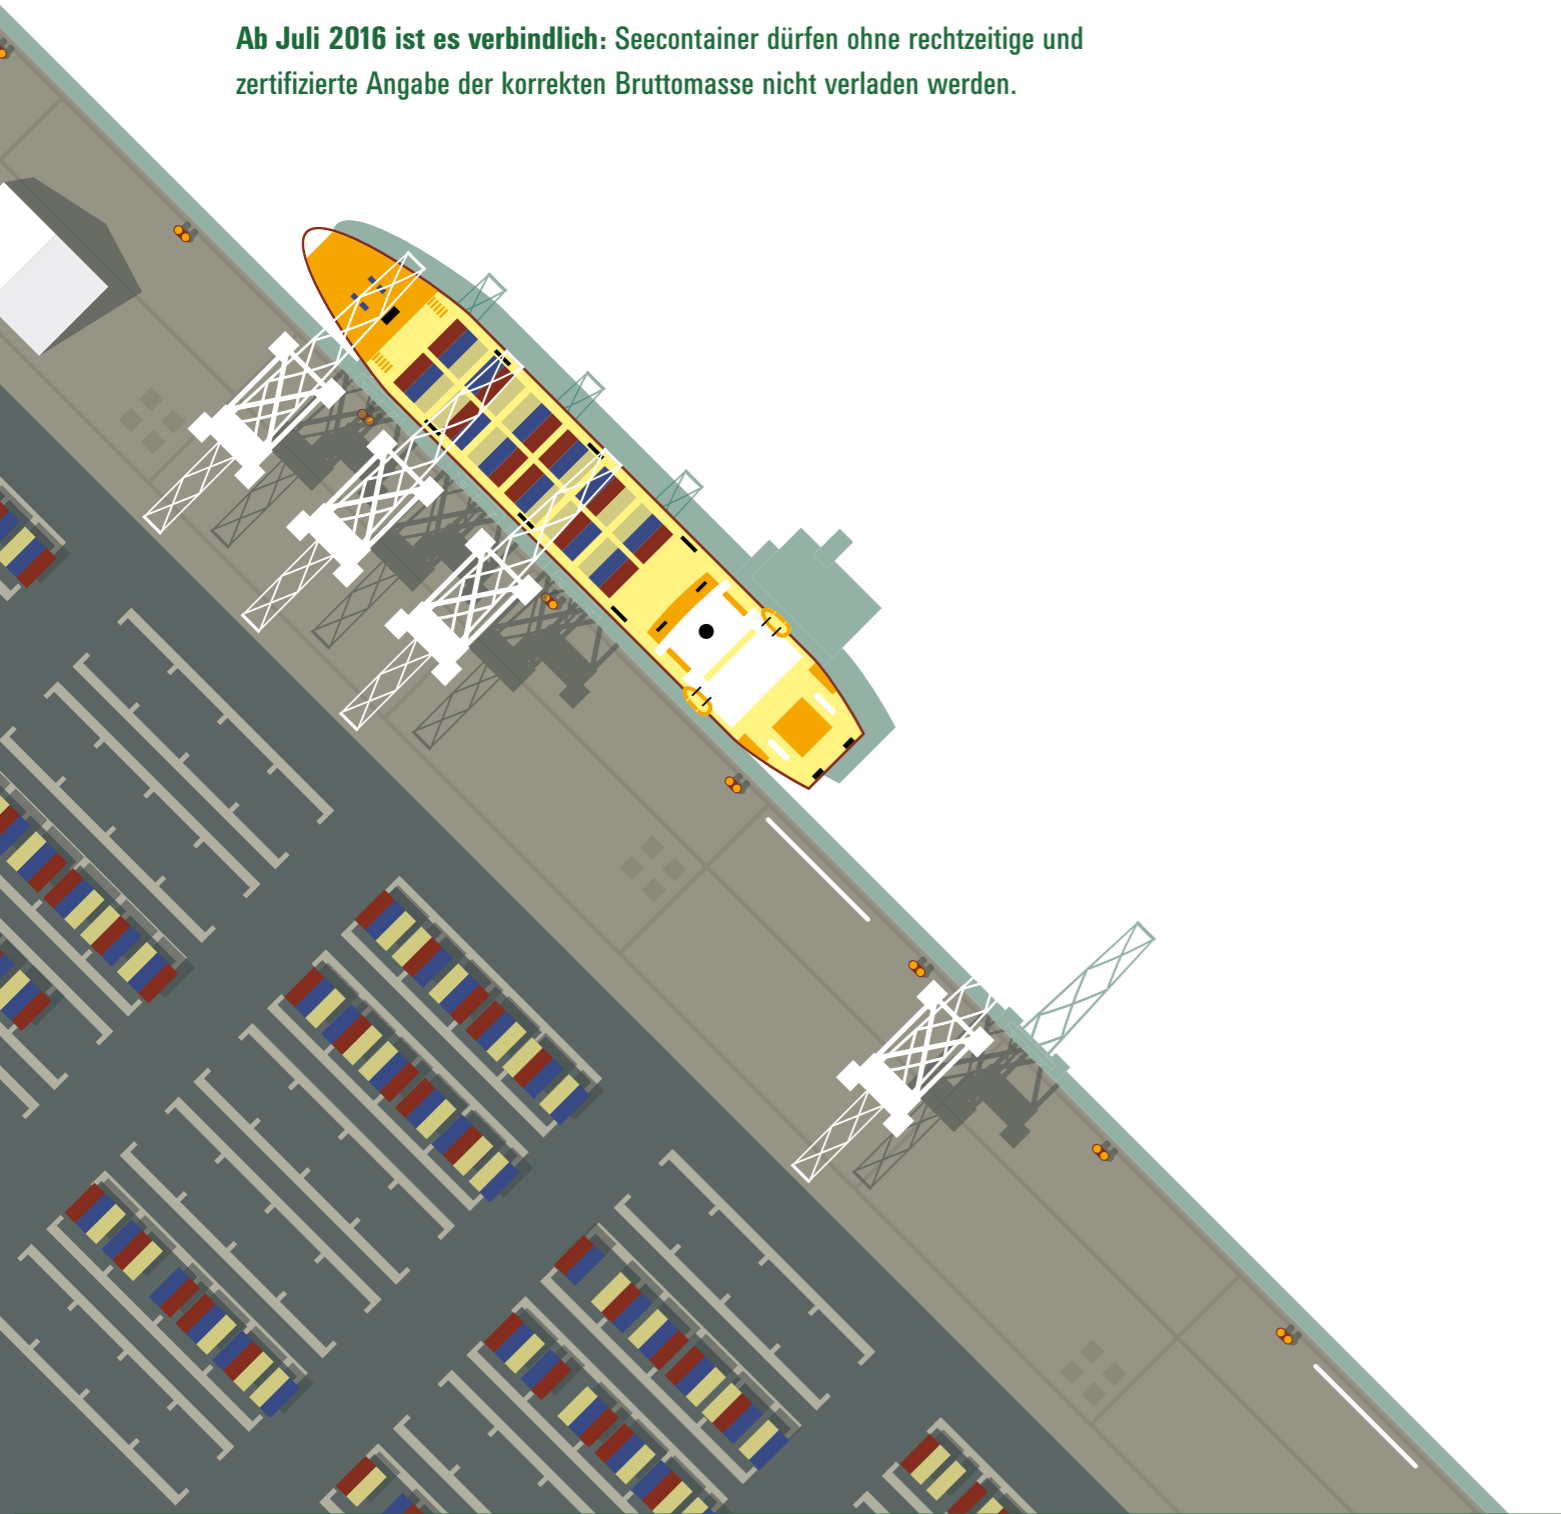 Ab Juli 2016 ist es verbindlich: Seecontainer dürfen ohne rechtzeitige und
zertifizierte Angabe der korrekten Bruttomasse nicht verladen werden.